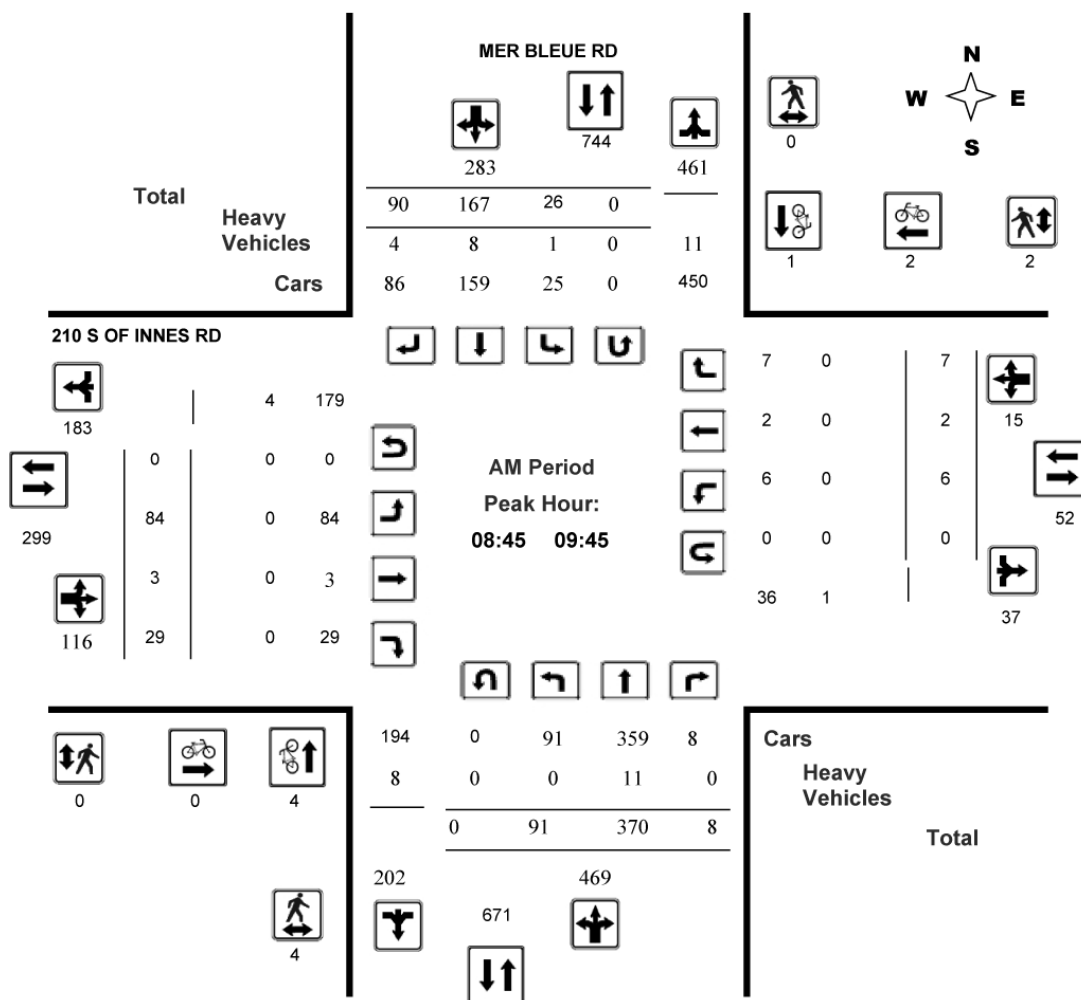 MER BLEUE RD
N
W E
S
744
0
283 461
Total 90 167 26 0
Heavy
Vehicles 4 8 1 0 11
Cars 86 159 25 0 450
1 2 2
210 S OF INNES RD
183
4 179
0 0 0
84 0 84
299
3 0 3
116
29 0 29
AM Period
Peak Hour:
08:45 09:45
7 0 7
15
2 0 2
6 0 6
52
0 0 0
36 1
37
0 0 4
4
194 0 91 359 8
8 0 0 11 0
0 91 370 8
202 469
671
Cars
Heavy
Vehicles
Total